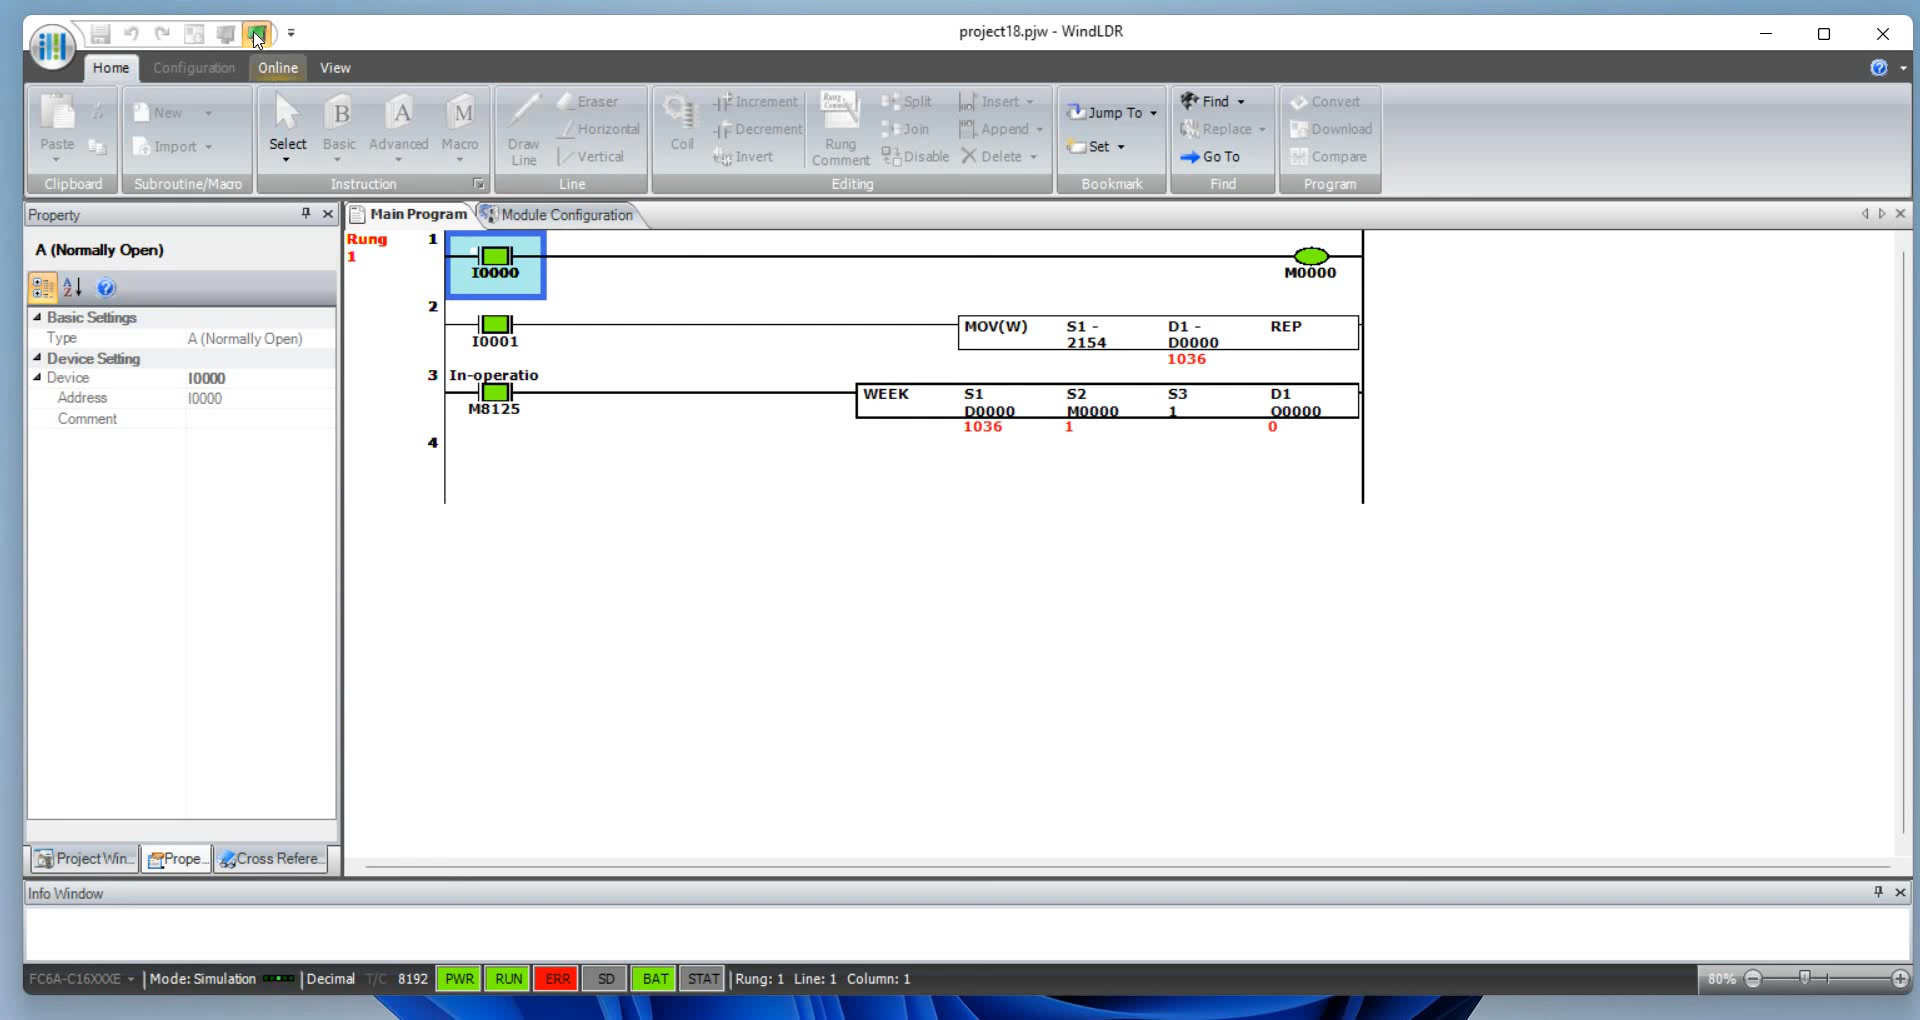 project18.pjw - WindLDR
Home Configuration Online View
Paste
Clipboard
New
Import
Subroutine/Macro
Select
B
Basic
A
Advanced
M
Macro
Instruction
Draw Line
Eraser
Horizontal
Vertical
Line
Coil
Increment
Decrement
Invert
Rung Comment
Split
Join
Disable
Insert
Append
Delete
Editing
Jump To
Set
Bookmark
Find
Replace
Go To
Find
Convert
Download
Compare
Program
Property
A (Normally Open)
Basic Settings
Type A (Normally Open)
Device Setting
Device I0000
Address I0000
Comment
Project Win...
Prope...
Cross Refere...
Main Program
Module Configuration
Rung
1
1
I0000
M0000
2
I0001
MOV(W) S1 - D1 - REP
2154 D0000
1036
3 In-operatio
M8125
WEEK S1 S2 S3 D1
D0000 M0000 1 Q0000
1036 1 0
4
Info Window
FC6A-C16XXXE Mode: Simulation Decimal T/C 8192 PWR RUN ERR SD BAT STAT Rung: 1 Line: 1 Column: 1 80%